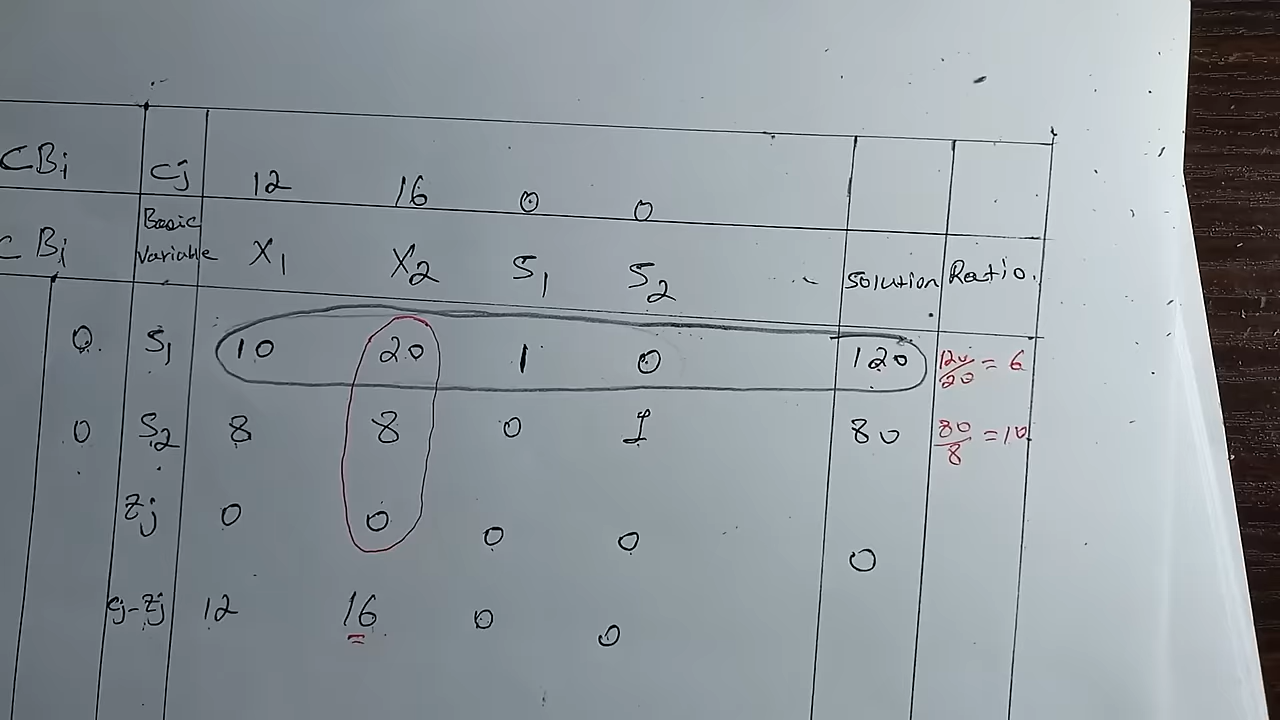 CBi Cj 12 16 0 0
CBi Basic Variable X1 X2 S1 S2 .. Solution Ratio.
0. S1 10 20 1 0 120 120/20 = 6
0 S2 8 8 0 1 80 80/8 = 10
Zj 0 0 0 0 0
Cj-Zj 12 16 0 0